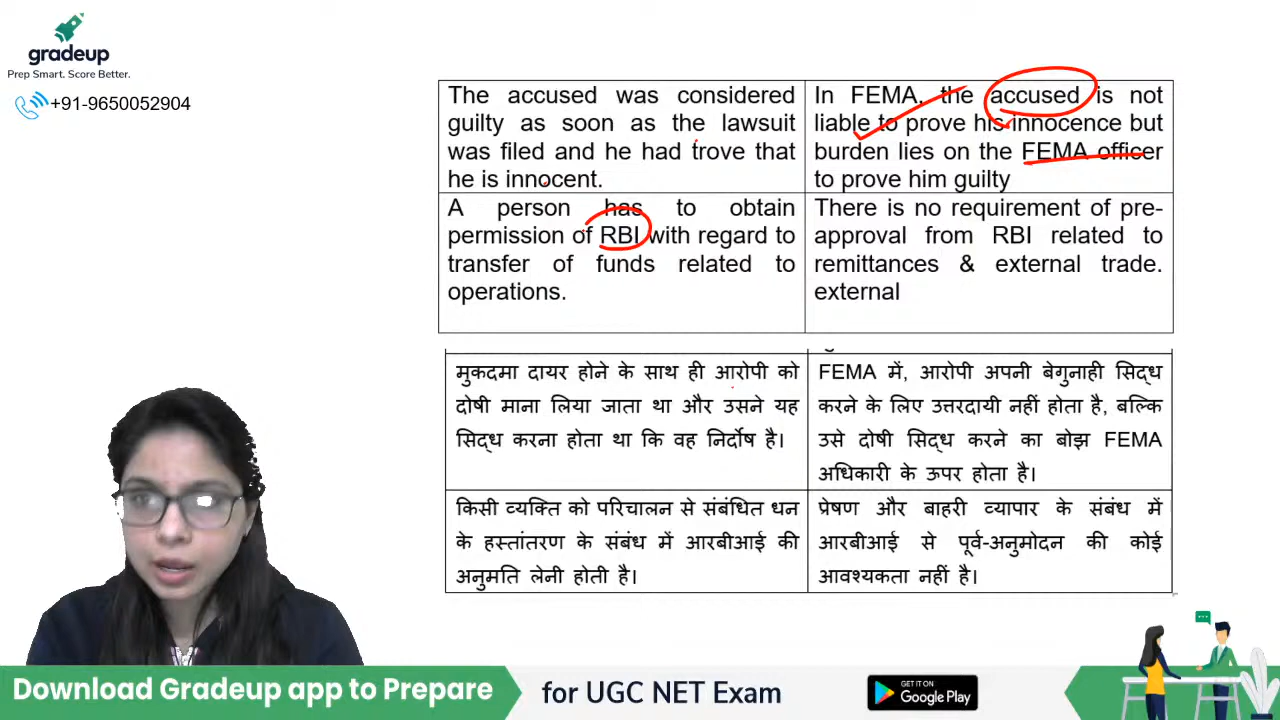 gradeup
Prep Smart. Score Better.
+91-9650052904
The accused was considered
guilty as soon as the lawsuit
was filed and he had trove that
he is innocent.
In FEMA, the accused is not
liable to prove his innocence but
burden lies on the FEMA officer
to prove him guilty
A person has to obtain
permission of RBI with regard to
transfer of funds related to
operations.
There is no requirement of pre-
approval from RBI related to
remittances & external trade.
external
मुकदमा दायर होने के साथ ही आरोपी को
दोषी माना लिया जाता था और उसने यह
सिद्ध करना होता था कि वह निर्दोष है।
FEMA में, आरोपी अपनी बेगुनाही सिद्ध
करने के लिए उत्तरदायी नहीं होता है, बल्कि
उसे दोषी सिद्ध करने का बोझ FEMA
अधिकारी के ऊपर होता है।
किसी व्यक्ति को परिचालन से संबंधित धन
के हस्तांतरण के संबंध में आरबीआई की
अनुमति लेनी होती है।
प्रेषण और बाहरी व्यापार के संबंध में
आरबीआई से पूर्व-अनुमोदन की कोई
आवश्यकता नहीं है।
Download Gradeup app to Prepare
for UGC NET Exam
GET IT ON
Google Play